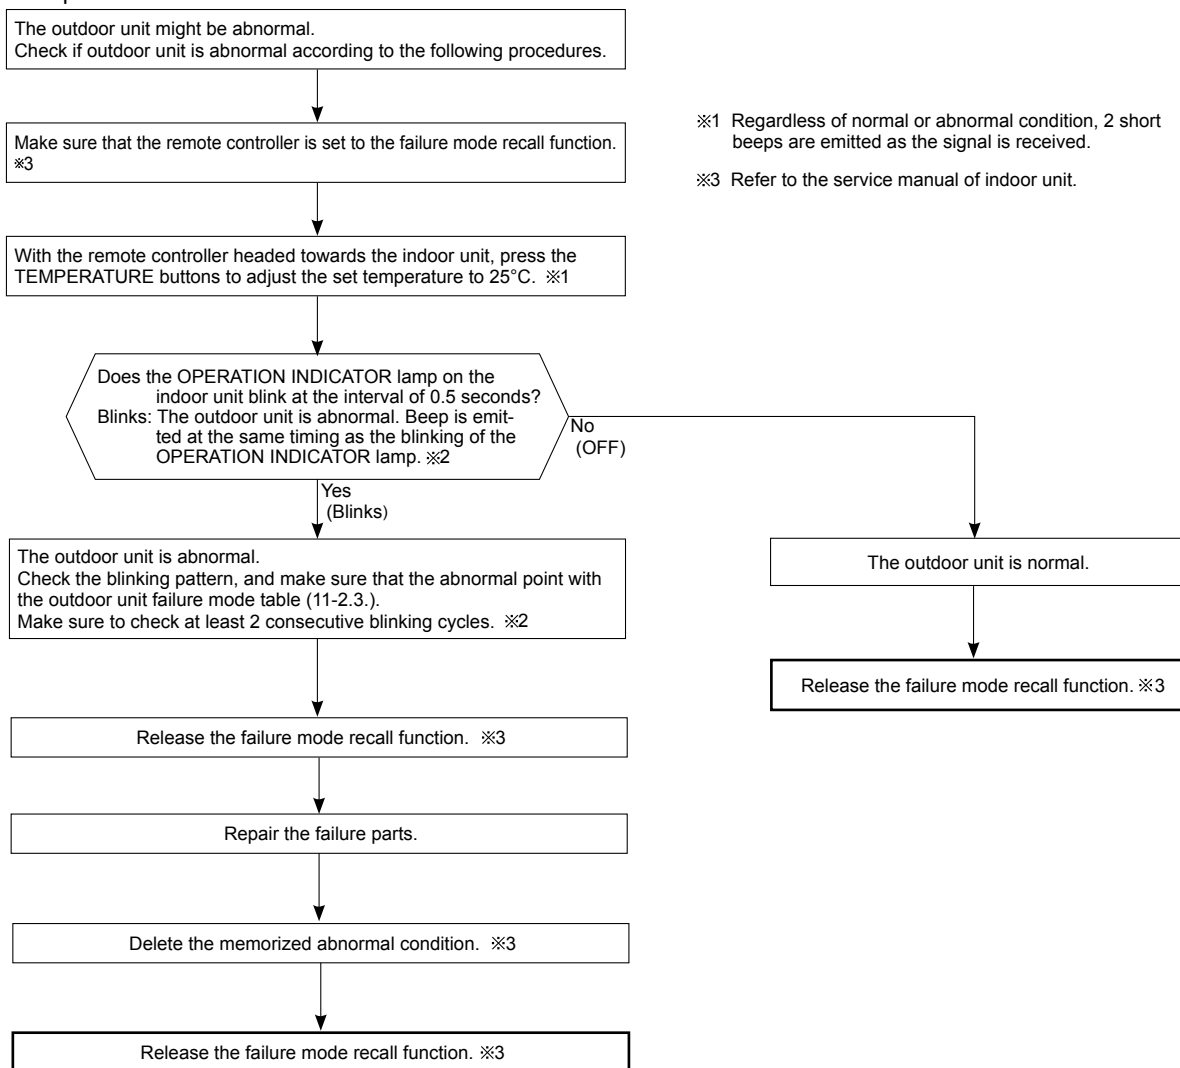 The outdoor unit might be abnormal.
Check if outdoor unit is abnormal according to the following procedures.
Make sure that the remote controller is set to the failure mode recall function.
※3
※1 Regardless of normal or abnormal condition, 2 short
beeps are emitted as the signal is received.
※3 Refer to the service manual of indoor unit.
With the remote controller headed towards the indoor unit, press the
TEMPERATURE buttons to adjust the set temperature to 25°C. ※1
Does the OPERATION INDICATOR lamp on the
indoor unit blink at the interval of 0.5 seconds?
Blinks: The outdoor unit is abnormal. Beep is emit-
ted at the same timing as the blinking of the
OPERATION INDICATOR lamp. ※2
No
(OFF)
Yes
(Blinks)
The outdoor unit is abnormal.
Check the blinking pattern, and make sure that the abnormal point with
the outdoor unit failure mode table (11-2.3.).
Make sure to check at least 2 consecutive blinking cycles. ※2
The outdoor unit is normal.
Release the failure mode recall function. ※3
Release the failure mode recall function. ※3
Repair the failure parts.
Delete the memorized abnormal condition. ※3
Release the failure mode recall function. ※3